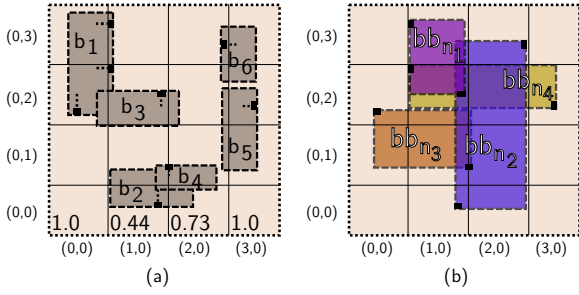 (0,3)
(0,2)
(0,1)
(0,0)
b1
b3
b6
b5
b2
b4
1.0 0.44 0.73 1.0
(0,0) (1,0) (2,0) (3,0)
(a)
(0,3)
(0,2)
(0,1)
(0,0)
bbn1
bbn4
bbn3
bbn2
(0,0) (1,0) (2,0) (3,0)
(b)